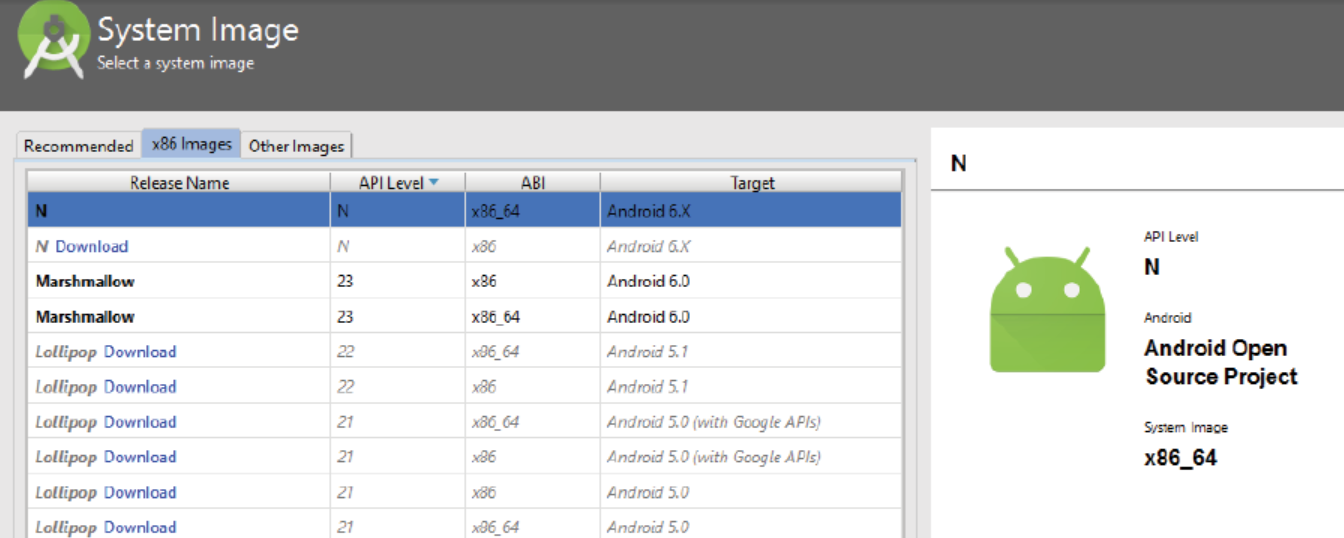 System Image
Select a system image
Recommended x86 Images Other Images
Release Name API Level ABI Target
N N x86_64 Android 6.X
N Download N x86 Android 6.X
Marshmallow 23 x86 Android 6.0
Marshmallow 23 x86_64 Android 6.0
Lollipop Download 22 x86_64 Android 5.1
Lollipop Download 22 x86 Android 5.1
Lollipop Download 21 x86_64 Android 5.0 (with Google APIs)
Lollipop Download 21 x86 Android 5.0 (with Google APIs)
Lollipop Download 21 x86 Android 5.0
Lollipop Download 21 x86_64 Android 5.0
N
API Level
N
Android
Android Open
Source Project
System Image
x86_64